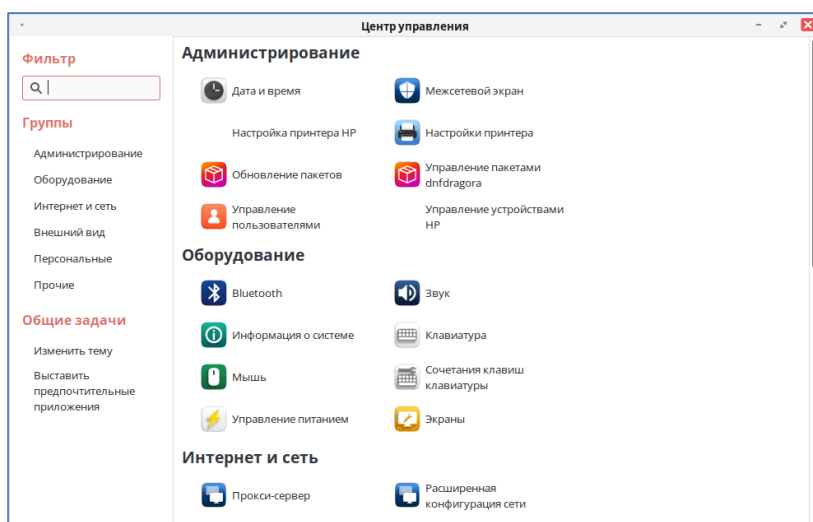 Центр управления
Фильтр
Группы
Администрирование
Оборудование
Интернет и сеть
Внешний вид
Персональные
Прочие
Общие задачи
Изменить тему
Выставить
предпочтительные
приложения
Администрирование
Дата и время
Межсетевой экран
Настройка принтера HP
Настройки принтера
Обновление пакетов
Управление пакетами
dnfdragora
Управление
пользователями
Управление устройствами
HP
Оборудование
Bluetooth
Звук
Информация о системе
Клавиатура
Мышь
Сочетания клавиш
клавиатуры
Управление питанием
Экраны
Интернет и сеть
Прокси-сервер
Расширенная
конфигурация сети